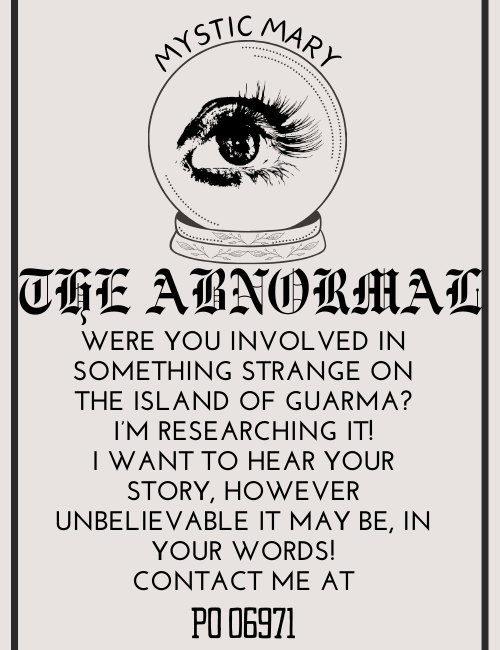 MYSTIC MARY
THE ABNORMAL
WERE YOU INVOLVED IN
SOMETHING STRANGE ON
THE ISLAND OF GUARMA?
I'M RESEARCHING IT!
I WANT TO HEAR YOUR
STORY, HOWEVER
UNBELIEVABLE IT MAY BE, IN
YOUR WORDS!
CONTACT ME AT
PO 06971